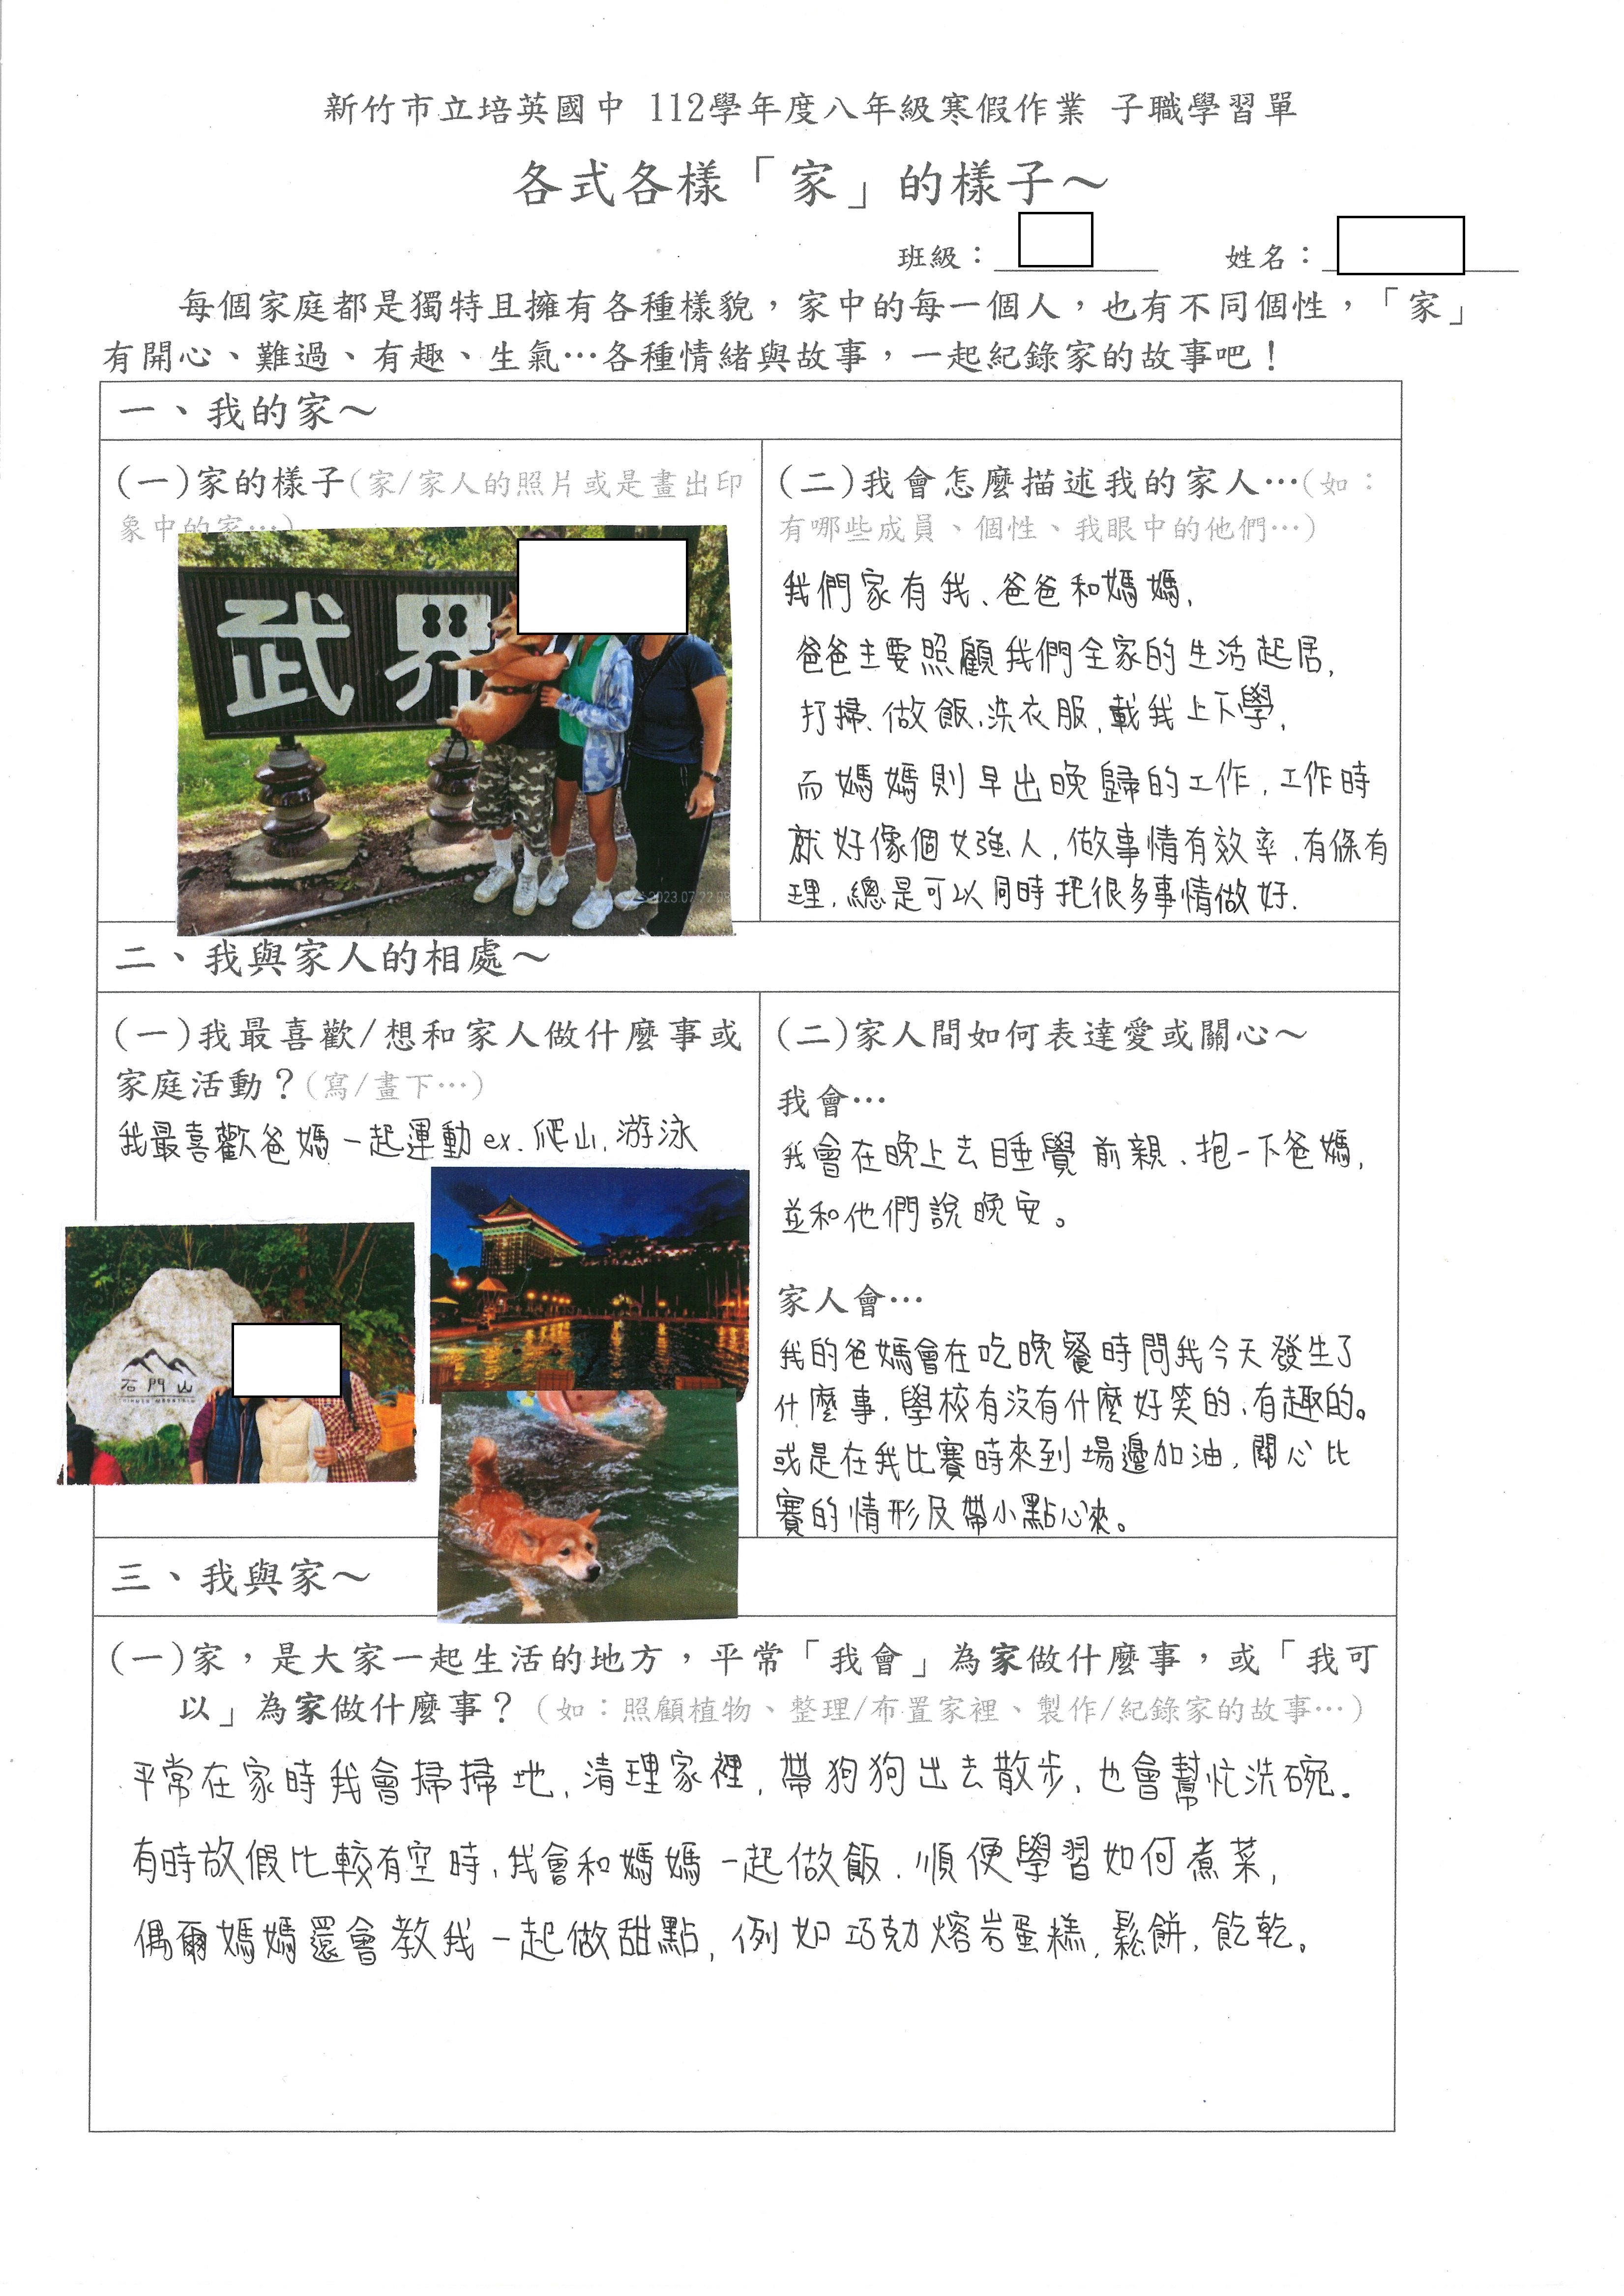 新竹市立培英國中 112學年度八年級寒假作業 子職學習單
各式各樣「家」的樣子～
班級：
姓名：
每個家庭都是獨特且擁有各種樣貌，家中的每一個人，也有不同個性，「家」
有開心、難過、有趣、生氣…各種情緒與故事，一起紀錄家的故事吧！
一、我的家～
(一)家的樣子(家/家人的照片或是畫出印
象中的家…)
武界
2023.07.22
(二)我會怎麼描述我的家人…(如：
有哪些成員、個性、我眼中的他們…)
我們家有我、爸爸和媽媽,
爸爸主要照顧我們全家的生活起居,
打掃、做飯、洗衣服,載我上下學,
而媽媽則早出晚歸的工作,工作時
就好像個女強人,做事情有效率、有條有
理,總是可以同時把很多事情做好.
二、我與家人的相處～
(一)我最喜歡/想和家人做什麼事或
家庭活動？(寫/畫下…)
我最喜歡爸媽一起運動 ex.爬山,游泳
石門山
(二)家人間如何表達愛或關心～
我會…
我會在晚上去睡覺前親、抱一下爸媽,
並和他們說晚安。
家人會…
我的爸媽會在吃晚餐時問我今天發生了
什麼事,學校有沒有什麼好笑的、有趣的。
或是在我比賽時來到場邊加油,關心比
賽的情形及帶小點心來。
三、我與家～
(一)家，是大家一起生活的地方，平常「我會」為家做什麼事，或「我可
以」為家做什麼事？(如：照顧植物、整理/布置家裡、製作/紀錄家的故事…)
平常在家時我會掃掃地,清理家裡,帶狗狗出去散步、也會幫忙洗碗.
有時放假比較有空時,我會和媽媽一起做飯.順便學習如何煮菜,
偶爾媽媽還會教我一起做甜點,例如巧克力熔岩蛋糕,鬆餅,餅乾。